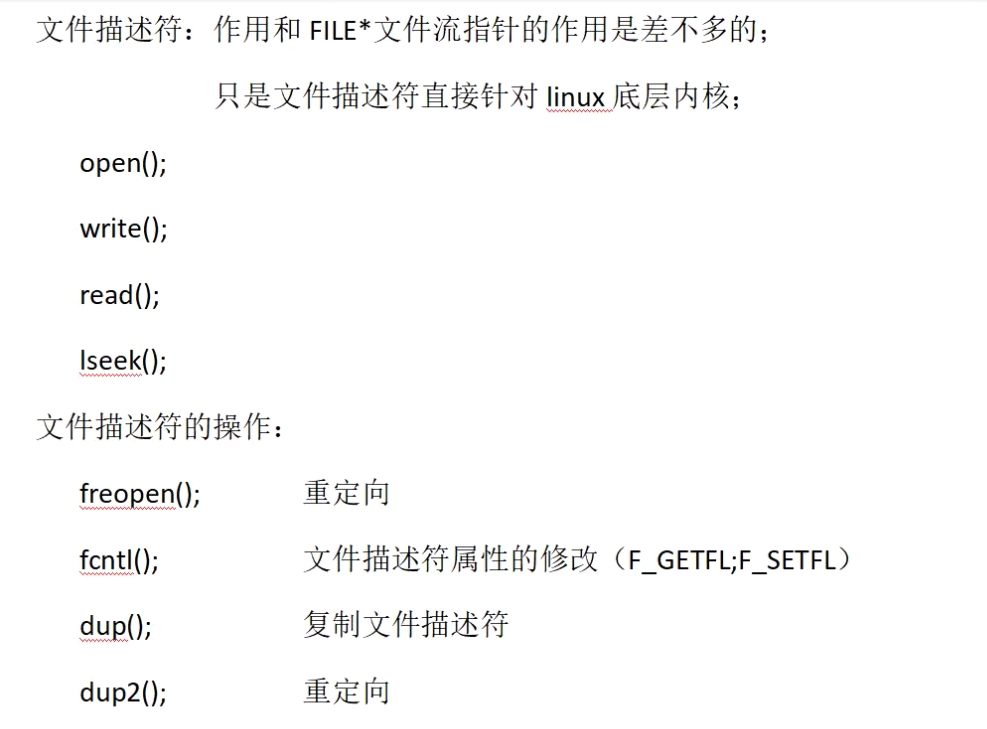 文件描述符：作用和 FILE*文件流指针的作用是差不多的；
只是文件描述符直接针对 linux 底层内核；
open();
write();
read();
lseek();
文件描述符的操作：
freopen(); 重定向
fcntl(); 文件描述符属性的修改（F_GETFL;F_SETFL）
dup(); 复制文件描述符
dup2(); 重定向